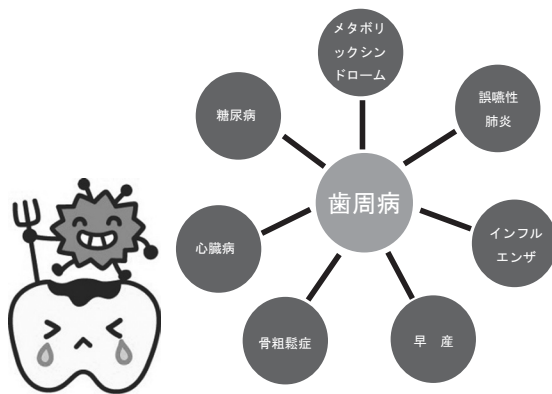 メタボリ
ックシン
ドローム
誤嚥性
肺炎
糖尿病
歯周病
インフル
エンザ
心臓病
骨粗鬆症
早　産